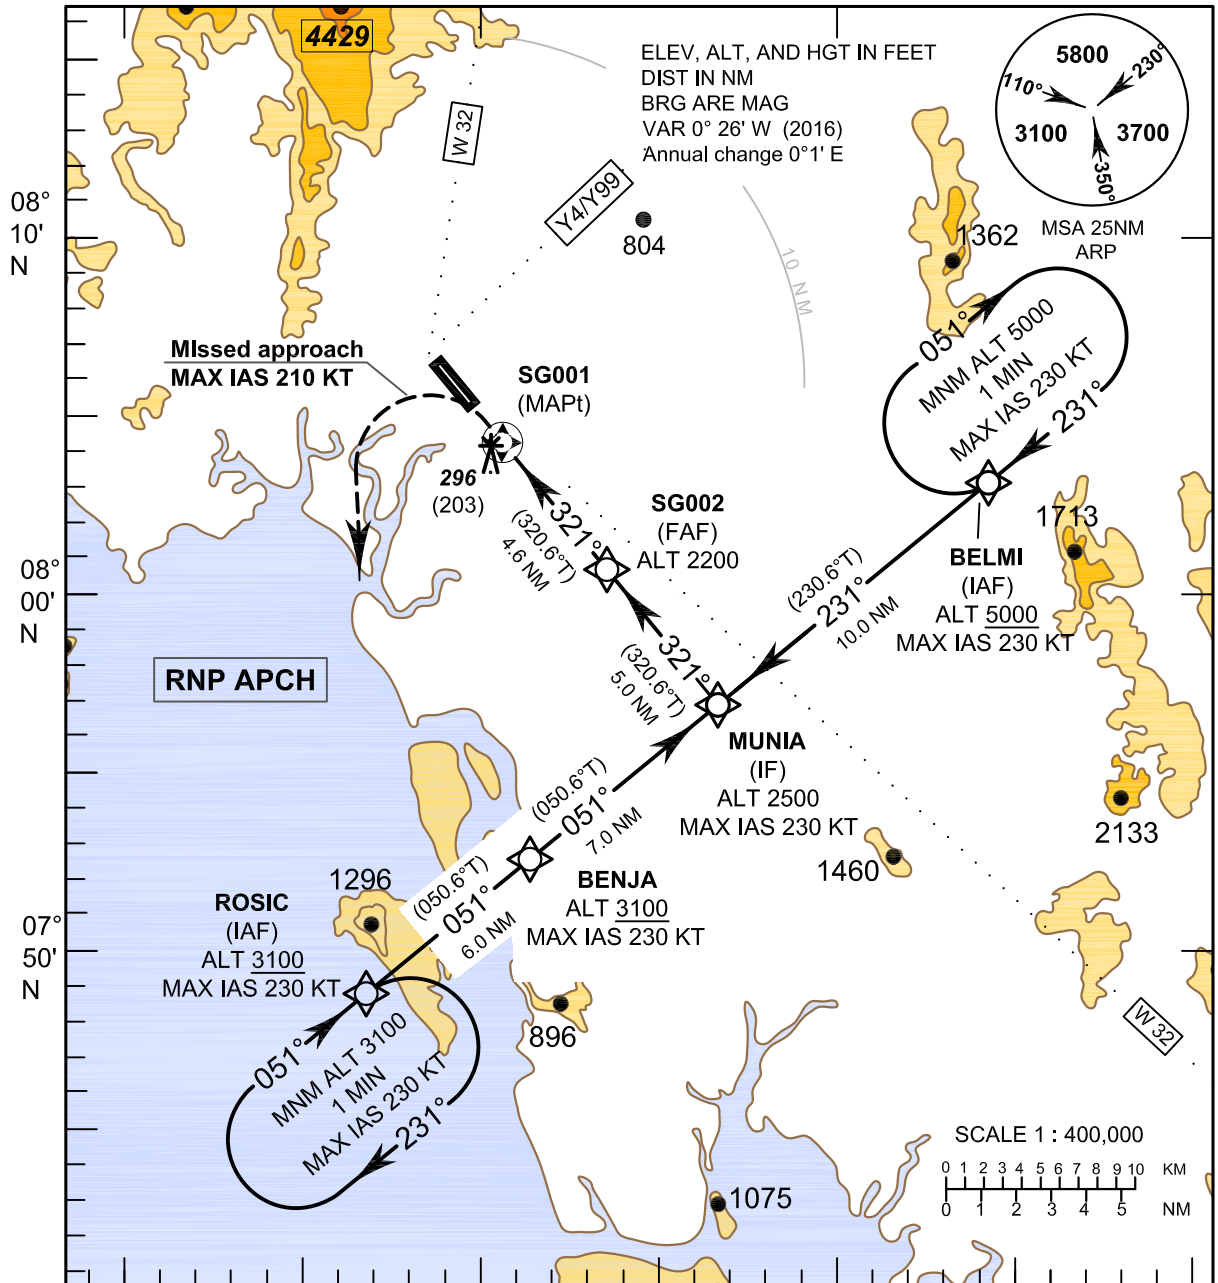 4429
ELEV, ALT, AND HGT IN FEET
DIST IN NM
BRG ARE MAG
VAR 0° 26' W (2016)
Annual change 0°1' E
5800
110°
230°
3100
3700
350°
MSA 25NM
ARP
W 32
Y4/Y99
804
10 NM
1362
08°
10'
N
MIssed approach
MAX IAS 210 KT
SG001
(MAPt)
296
(203)
051°
MNM ALT 5000
1 MIN
MAX IAS 230 KT
231°
321°
(320.6°T)
4.6 NM
SG002
(FAF)
ALT 2200
1713
BELMI
(IAF)
ALT 5000
MAX IAS 230 KT
(230.6°T)
231°
10.0 NM
08°
00'
N
RNP APCH
321°
(320.6°T)
5.0 NM
MUNIA
(IF)
ALT 2500
MAX IAS 230 KT
2133
1460
(050.6°T)
051°
7.0 NM
BENJA
ALT 3100
MAX IAS 230 KT
(050.6°T)
051°
6.0 NM
1296
ROSIC
(IAF)
ALT 3100
MAX IAS 230 KT
07°
50'
N
896
051°
MNM ALT 3100
1 MIN
MAX IAS 230 KT
231°
W 32
1075
SCALE 1 : 400,000
0 1 2 3 4 5 6 7 8 9 10 KM
0 1 2 3 4 5 NM